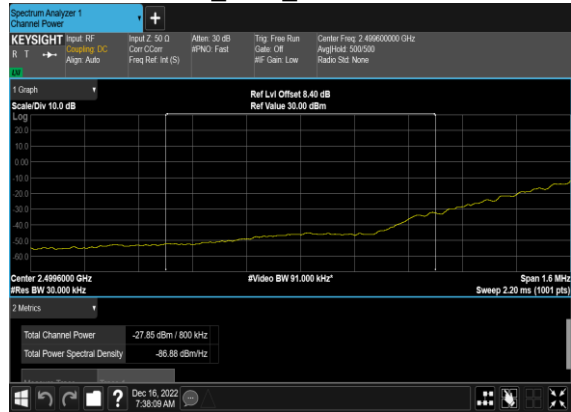 Spectrum Analyzer 1
Channel Power
+
KEYSIGHT
R T
Input: RF
Coupling: DC
Align: Auto
Input Z: 50 Ω
Corr CCorr
Freq Ref: Int (S)
Atten: 30 dB
#PNO: Fast
Trig: Free Run
Gate: Off
#IF Gain: Low
Center Freq: 2.499600000 GHz
Avg|Hold: 500/500
Radio Std: None
1 Graph
Scale/Div 10.0 dB
Ref Lvl Offset 8.40 dB
Ref Value 30.00 dBm
Log
20.0
10.0
0.00
-10.0
-20.0
-30.0
-40.0
-50.0
-60.0
Center 2.4996000 GHz
#Res BW 30.000 kHz
#Video BW 91.000 kHz*
Span 1.6 MHz
Sweep 2.20 ms (1001 pts)
2 Metrics
Total Channel Power -27.85 dBm / 800 kHz
Total Power Spectral Density -86.88 dBm/Hz
?
Dec 16, 2022
7:38:09 AM